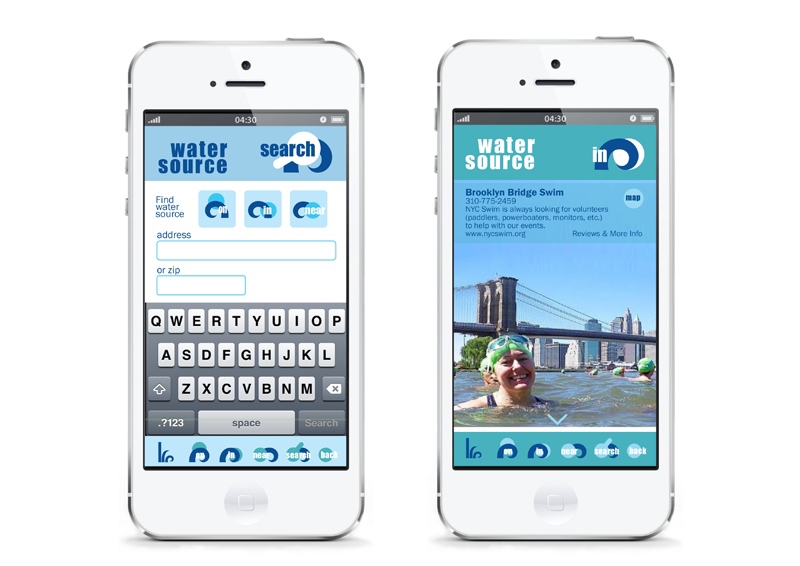 04:30
water
source
search
Find
water
source
on
in
near
address
or zip
Q W E R T Y U I O P
A S D F G H J K L
Z X C V B N M
.?123
space
Search
on
in
near
search
back
04:30
water
source
in
Brooklyn Bridge Swim
310-775-2459
NYC Swim is always looking for volunteers
(paddlers, powerboaters, monitors, etc.)
to help with our events.
www.nycswim.org
Reviews & More Info
map
on
in
near
search
back